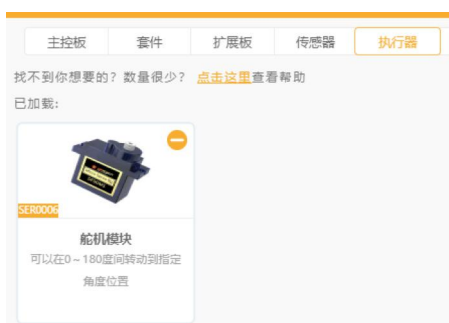 主控板 套件 扩展板 传感器 执行器
找不到你想要的？数量很少？ 点击这里查看帮助
已加载:
SER0006
舵机模块
可以在0～180度间转动到指定
角度位置